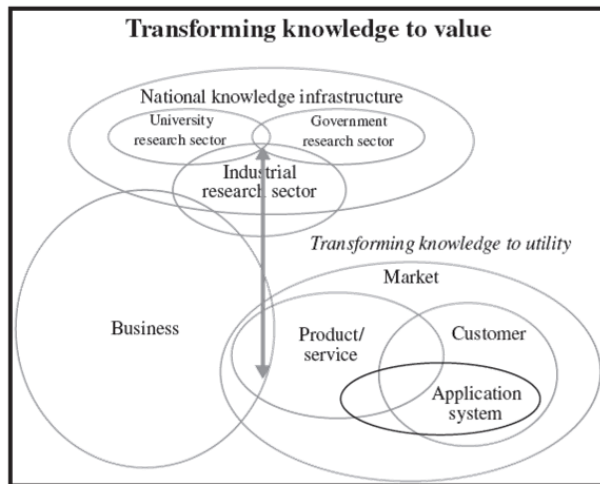 Transforming knowledge to value
National knowledge infrastructure
University
research sector
Government
research sector
Industrial
research sector
Transforming knowledge to utility
Market
Business
Product/
service
Customer
Application
system